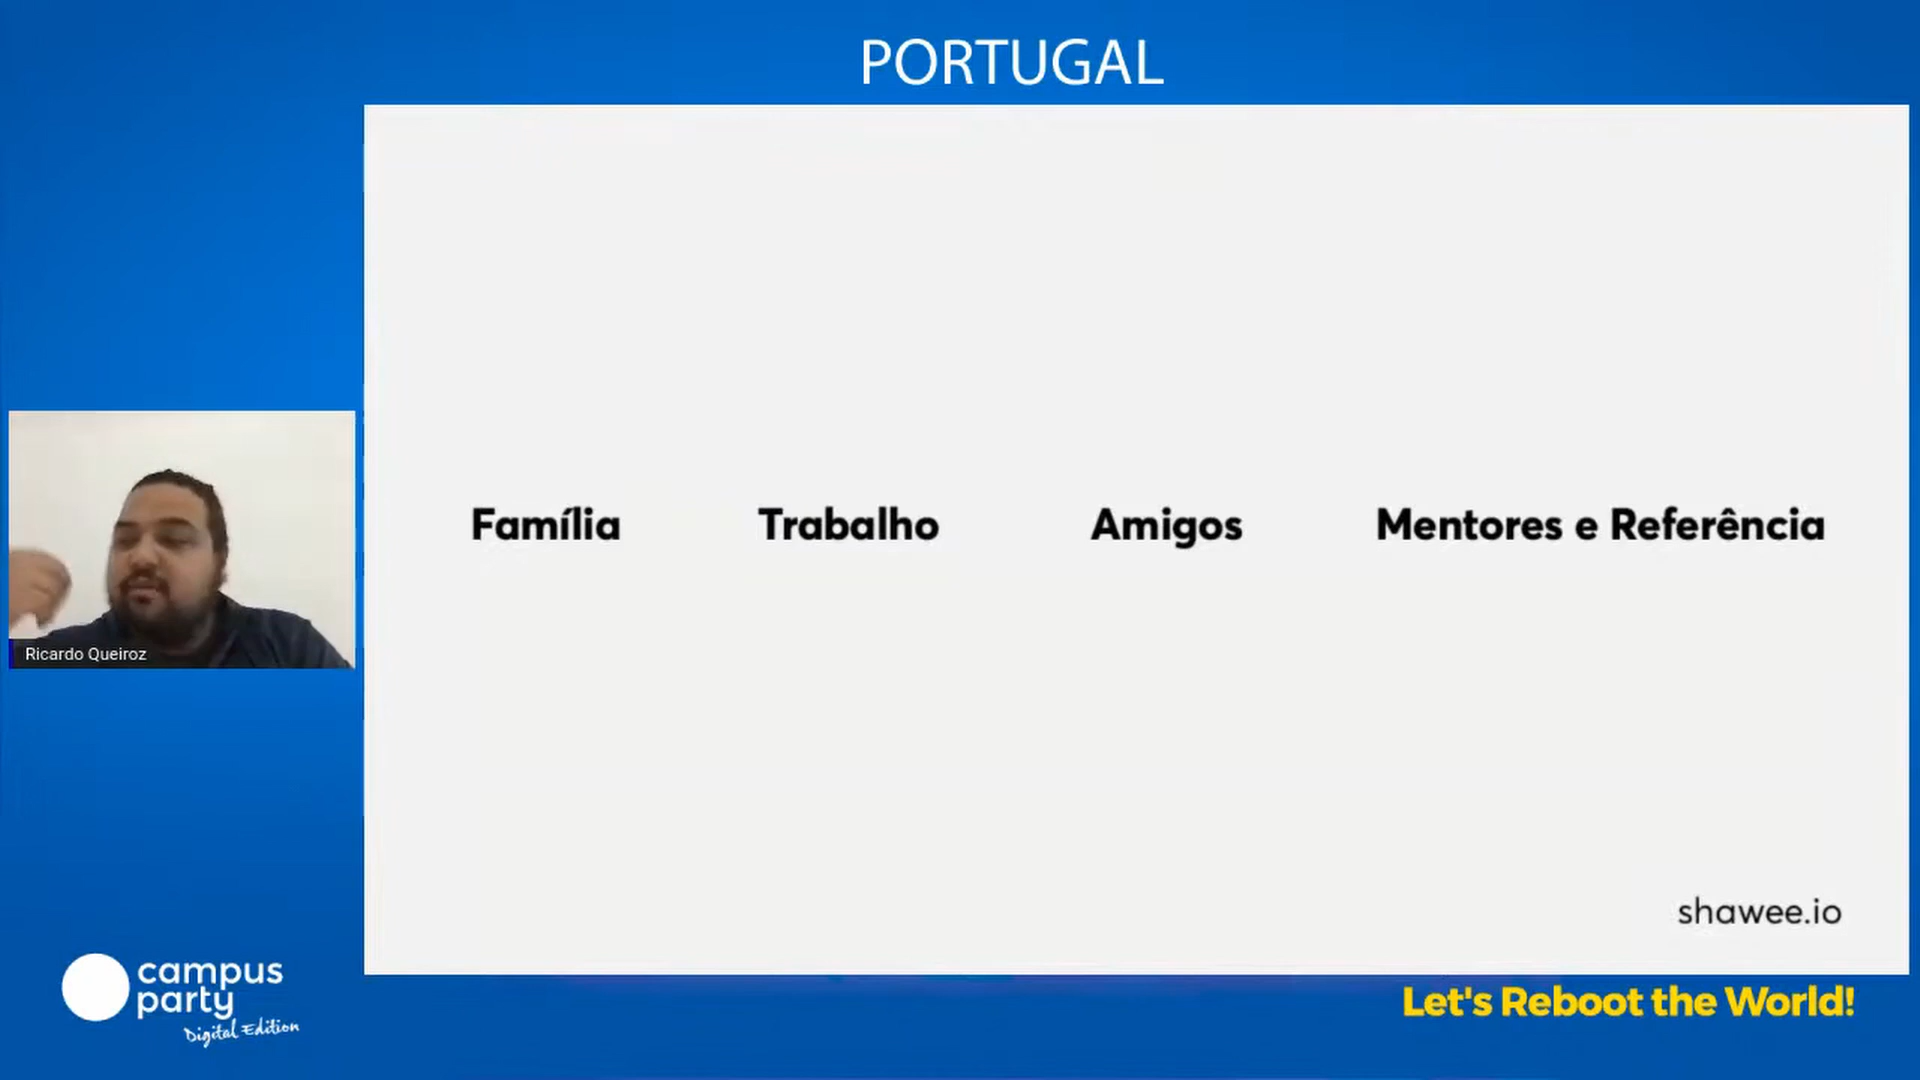 PORTUGAL
Família Trabalho Amigos Mentores e Referência
Ricardo Queiroz
shawee.io
campus
party
Digital Edition
Let's Reboot the World!